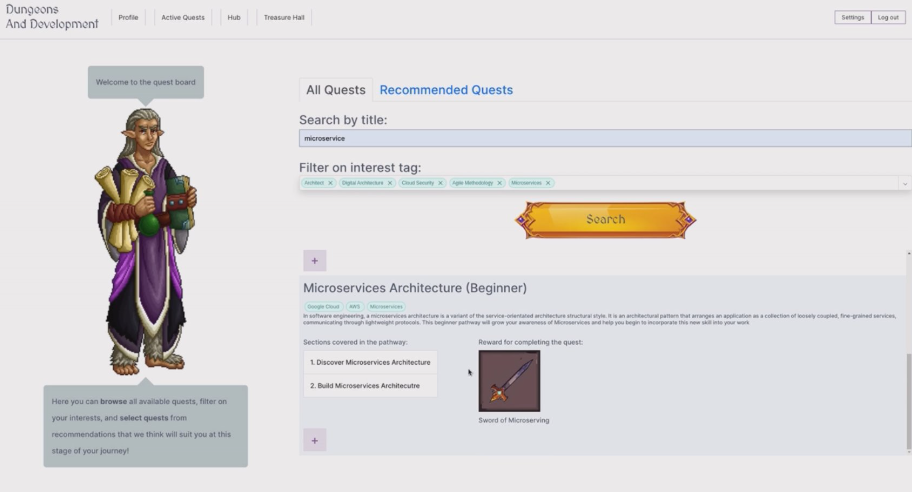 Dungeons
And Development
Profile
Active Quests
Hub
Treasure Hall
Settings
Log out
Welcome to the quest board
All Quests
Recommended Quests
Search by title:
microservice
Filter on interest tag:
Architect ×
Digital Architecture ×
Cloud Security ×
Agile Methodology ×
Microservices ×
Search
+
Microservices Architecture (Beginner)
Google Cloud
AWS
Microservices
In software engineering, a microservices architecture is a variant of the service-orientated architecture structural style. It is an architectural pattern that arranges an application as a collection of loosely coupled, fine-grained services,
communicating through lightweight protocols. This beginner pathway will grow your awareness of Microservices and help you begin to incorporate this new skill into your work
Sections covered in the pathway:
1. Discover Microservices Architecture
2. Build Microservices Architecutre
Reward for completing the quest:
Sword of Microserving
+
Here you can browse all available quests, filter on
your interests, and select quests from
recommendations that we think will suit you at this
stage of your journey!